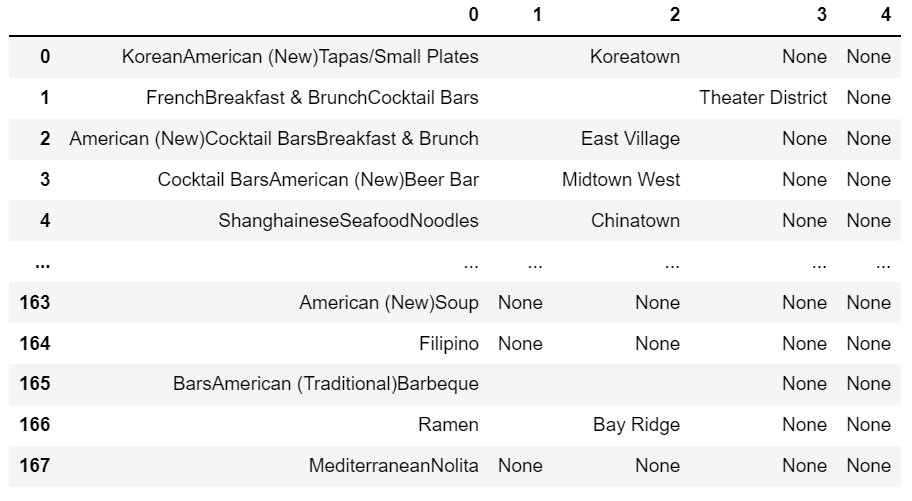 0 1 2 3 4
0 KoreanAmerican (New)Tapas/Small Plates Koreatown None None
1 FrenchBreakfast & BrunchCocktail Bars Theater District None
2 American (New)Cocktail BarsBreakfast & Brunch East Village None None
3 Cocktail BarsAmerican (New)Beer Bar Midtown West None None
4 ShanghaineseSeafoodNoodles Chinatown None None
... ... ... ... ... ...
163 American (New)Soup None None None None
164 Filipino None None None None
165 BarsAmerican (Traditional)Barbeque None None
166 Ramen Bay Ridge None None
167 MediterraneanNolita None None None None